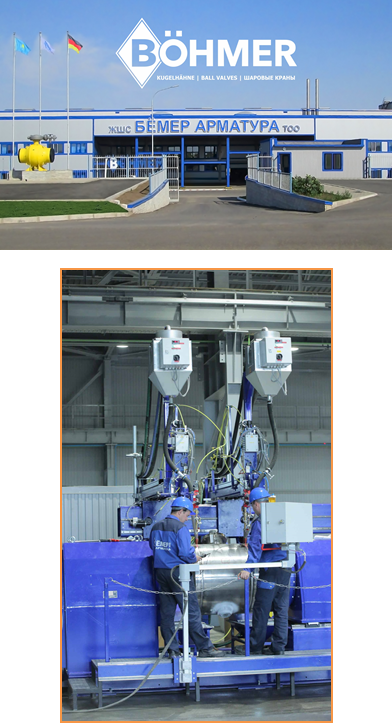 BÖHMER
KUGELHÄHNE | BALL VALVES | ШАРОВЫЕ КРАНЫ
ЖШС БЕМЕР АРМАТУРА ТОО
B